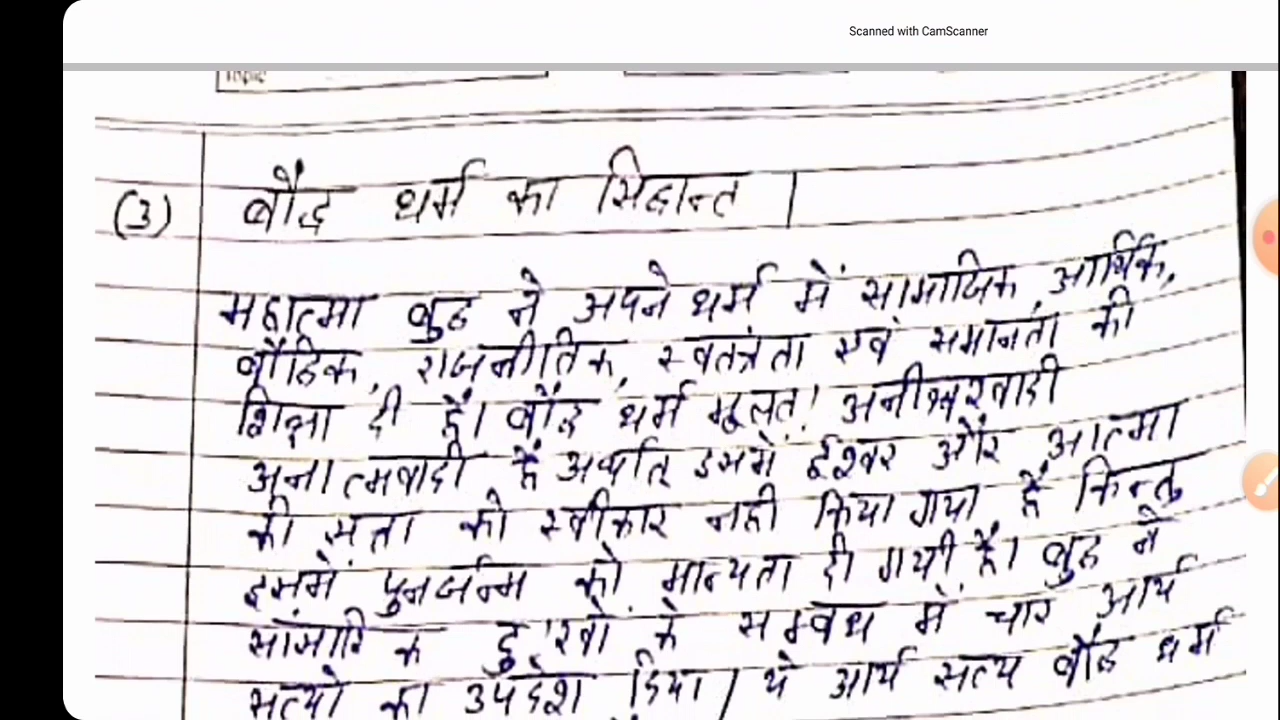 Scanned with CamScanner
Topic
(3) बौद्ध धर्म का सिद्धान्त |
महात्मा बुद्ध ने अपने धर्म में सामाजिक, आर्थिक,
बौद्धिक, राजनीतिक, स्वतंत्रता एवं समानता की
शिक्षा दी हैं। बौद्ध धर्म मूलत: अनीश्वरवादी
अनात्मवादी हैं अर्थात् इसमें ईश्वर और आत्मा
की सत्ता को स्वीकार नही किया गया हैं किन्तु
इसमें पुनर्जन्म को मान्यता दी गयी हैं। बुद्ध ने
सांसारिक दु:खों के सम्बंध में चार आर्य
सत्यो का उपदेश दिया | ये आर्य सत्य बौद्ध धर्म